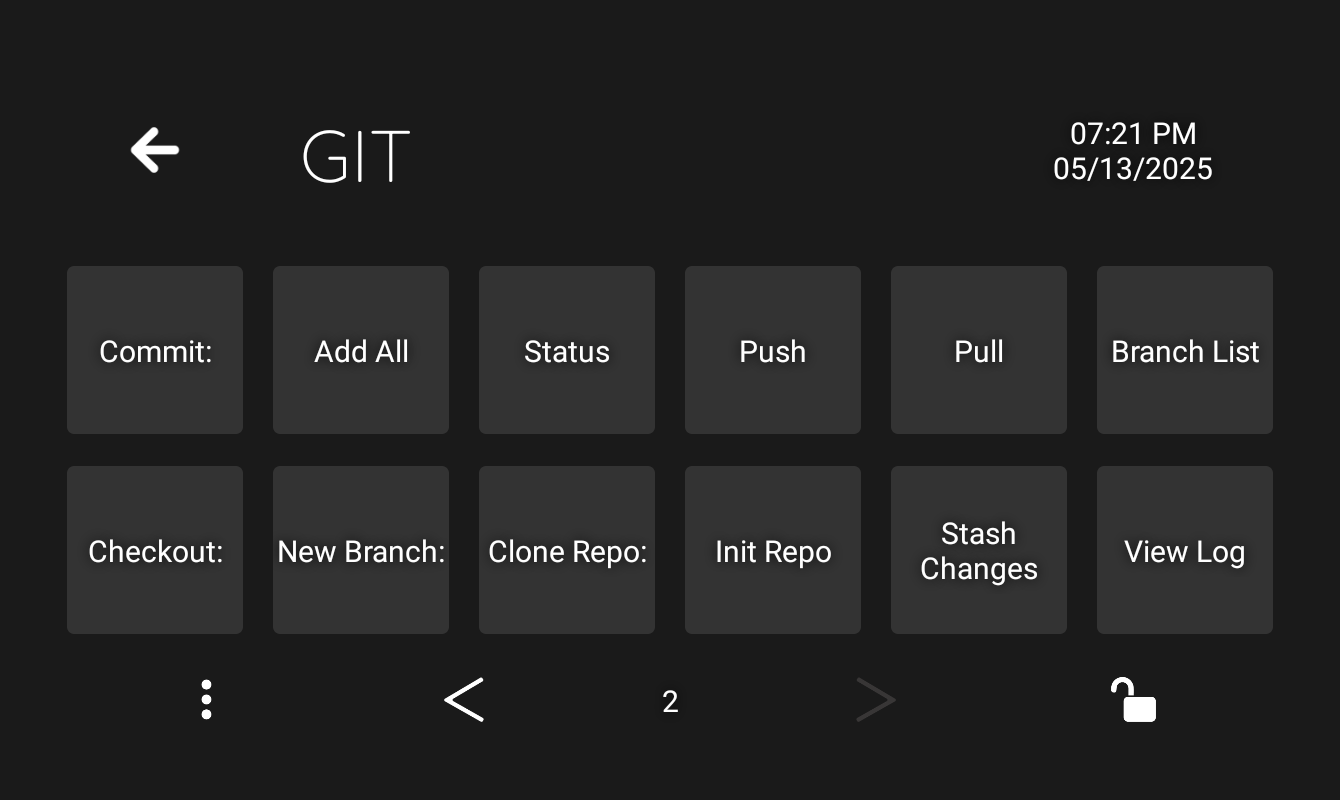 GIT
07:21 PM
05/13/2025
Commit:
Add All
Status
Push
Pull
Branch List
Checkout:
New Branch:
Clone Repo:
Init Repo
Stash
Changes
View Log
2